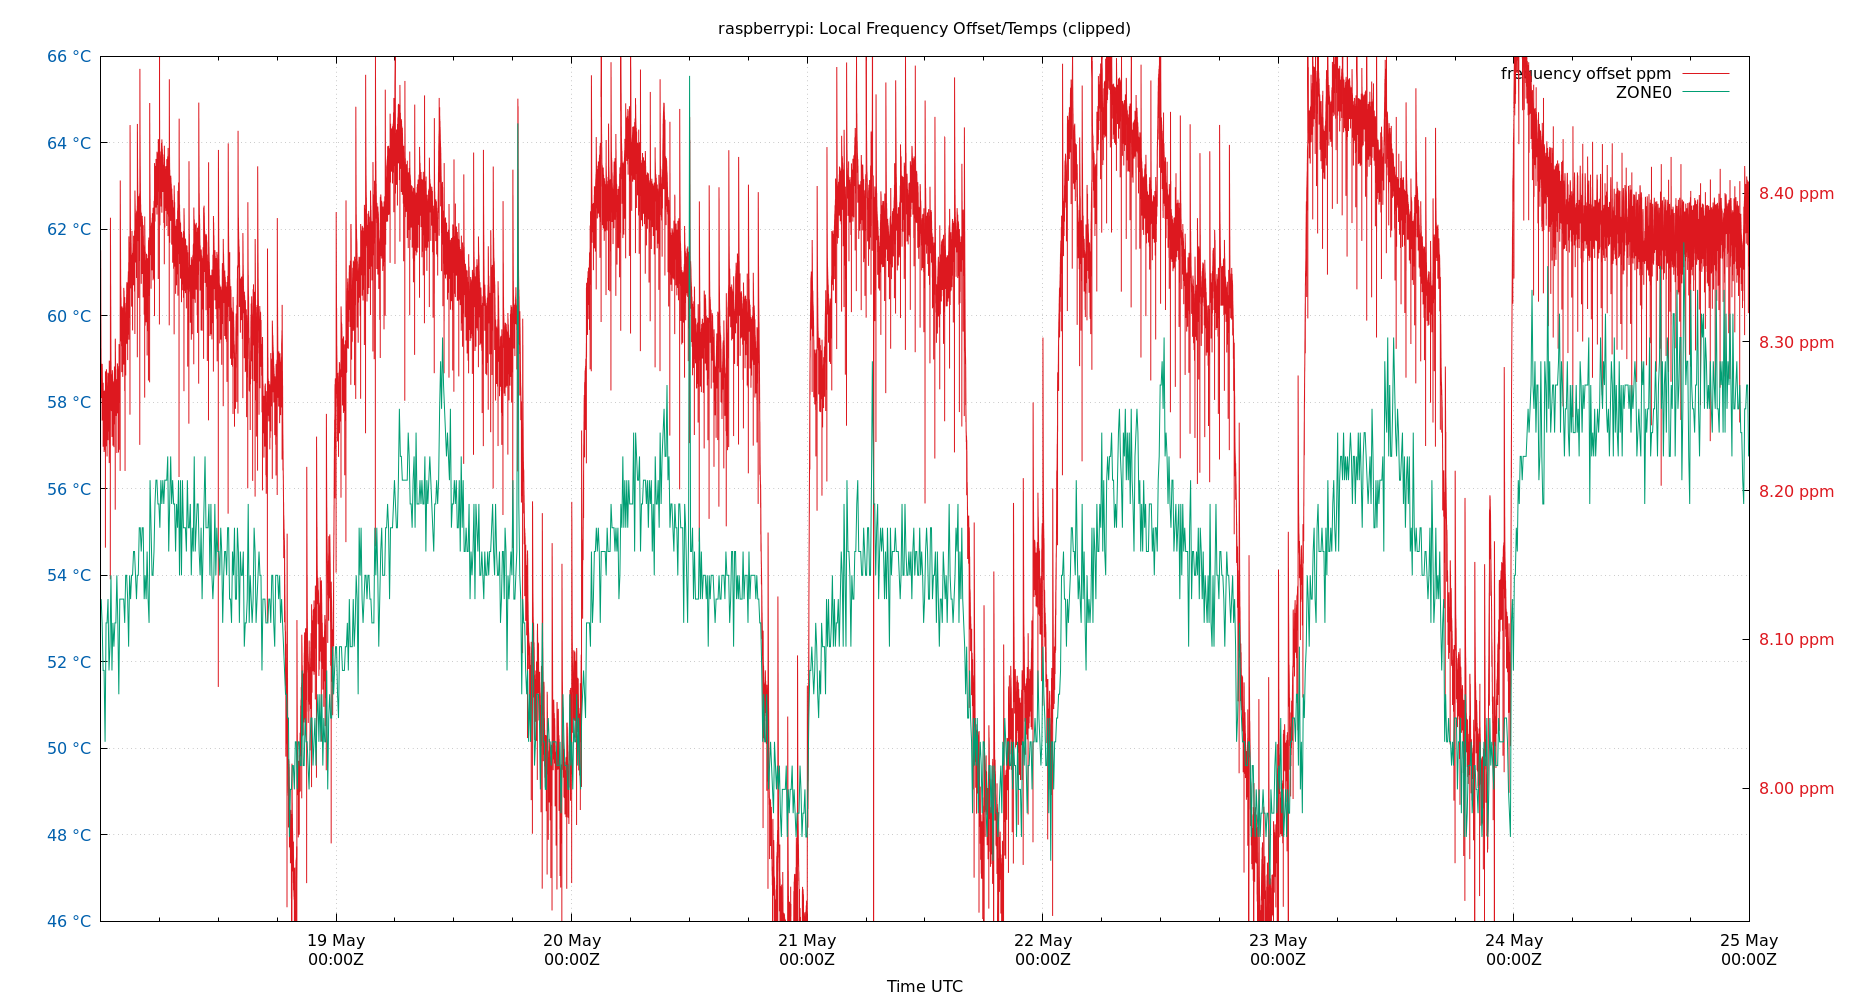 raspberrypi: Local Frequency Offset/Temps (clipped)
66 °C
64 °C
62 °C
60 °C
58 °C
56 °C
54 °C
52 °C
50 °C
48 °C
46 °C
frequency offset ppm
ZONE0
8.40 ppm
8.30 ppm
8.20 ppm
8.10 ppm
8.00 ppm
19 May
00:00Z
20 May
00:00Z
21 May
00:00Z
22 May
00:00Z
23 May
00:00Z
24 May
00:00Z
25 May
00:00Z
Time UTC